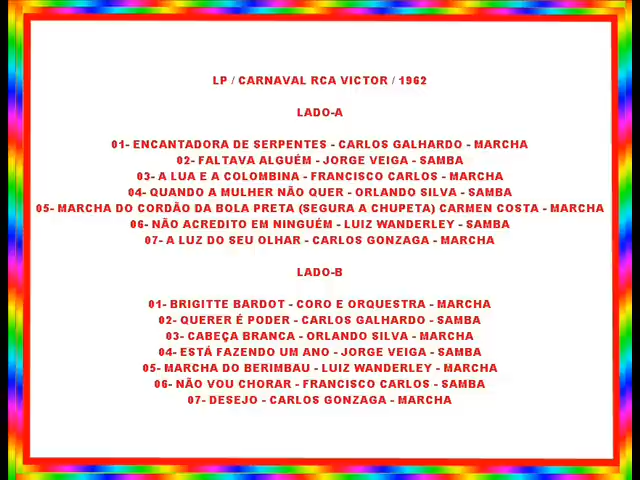 LP / CARNAVAL RCA VICTOR / 1962
LADO-A
01- ENCANTADORA DE SERPENTES - CARLOS GALHARDO - MARCHA
02- FALTAVA ALGUÉM - JORGE VEIGA - SAMBA
03- A LUA E A COLOMBINA - FRANCISCO CARLOS - MARCHA
04- QUANDO A MULHER NÃO QUER - ORLANDO SILVA - SAMBA
05- MARCHA DO CORDÃO DA BOLA PRETA (SEGURA A CHUPETA) CARMEN COSTA - MARCHA
06- NÃO ACREDITO EM NINGUÉM - LUIZ WANDERLEY - SAMBA
07- A LUZ DO SEU OLHAR - CARLOS GONZAGA - MARCHA
LADO-B
01- BRIGITTE BARDOT - CORO E ORQUESTRA - MARCHA
02- QUERER É PODER - CARLOS GALHARDO - SAMBA
03- CABEÇA BRANCA - ORLANDO SILVA - MARCHA
04- ESTÁ FAZENDO UM ANO - JORGE VEIGA - SAMBA
05- MARCHA DO BERIMBAU - LUIZ WANDERLEY - MARCHA
06- NÃO VOU CHORAR - FRANCISCO CARLOS - SAMBA
07- DESEJO - CARLOS GONZAGA - MARCHA